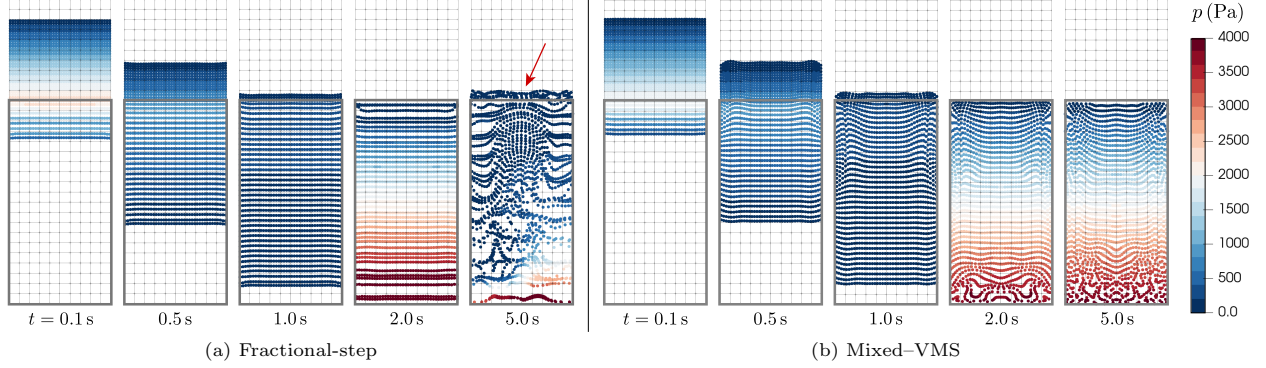 p (Pa)
4000
3500
3000
2500
2000
1500
1000
500
0.0
t = 0.1 s 0.5 s 1.0 s 2.0 s 5.0 s
t = 0.1 s 0.5 s 1.0 s 2.0 s 5.0 s
(a) Fractional-step
(b) Mixed–VMS